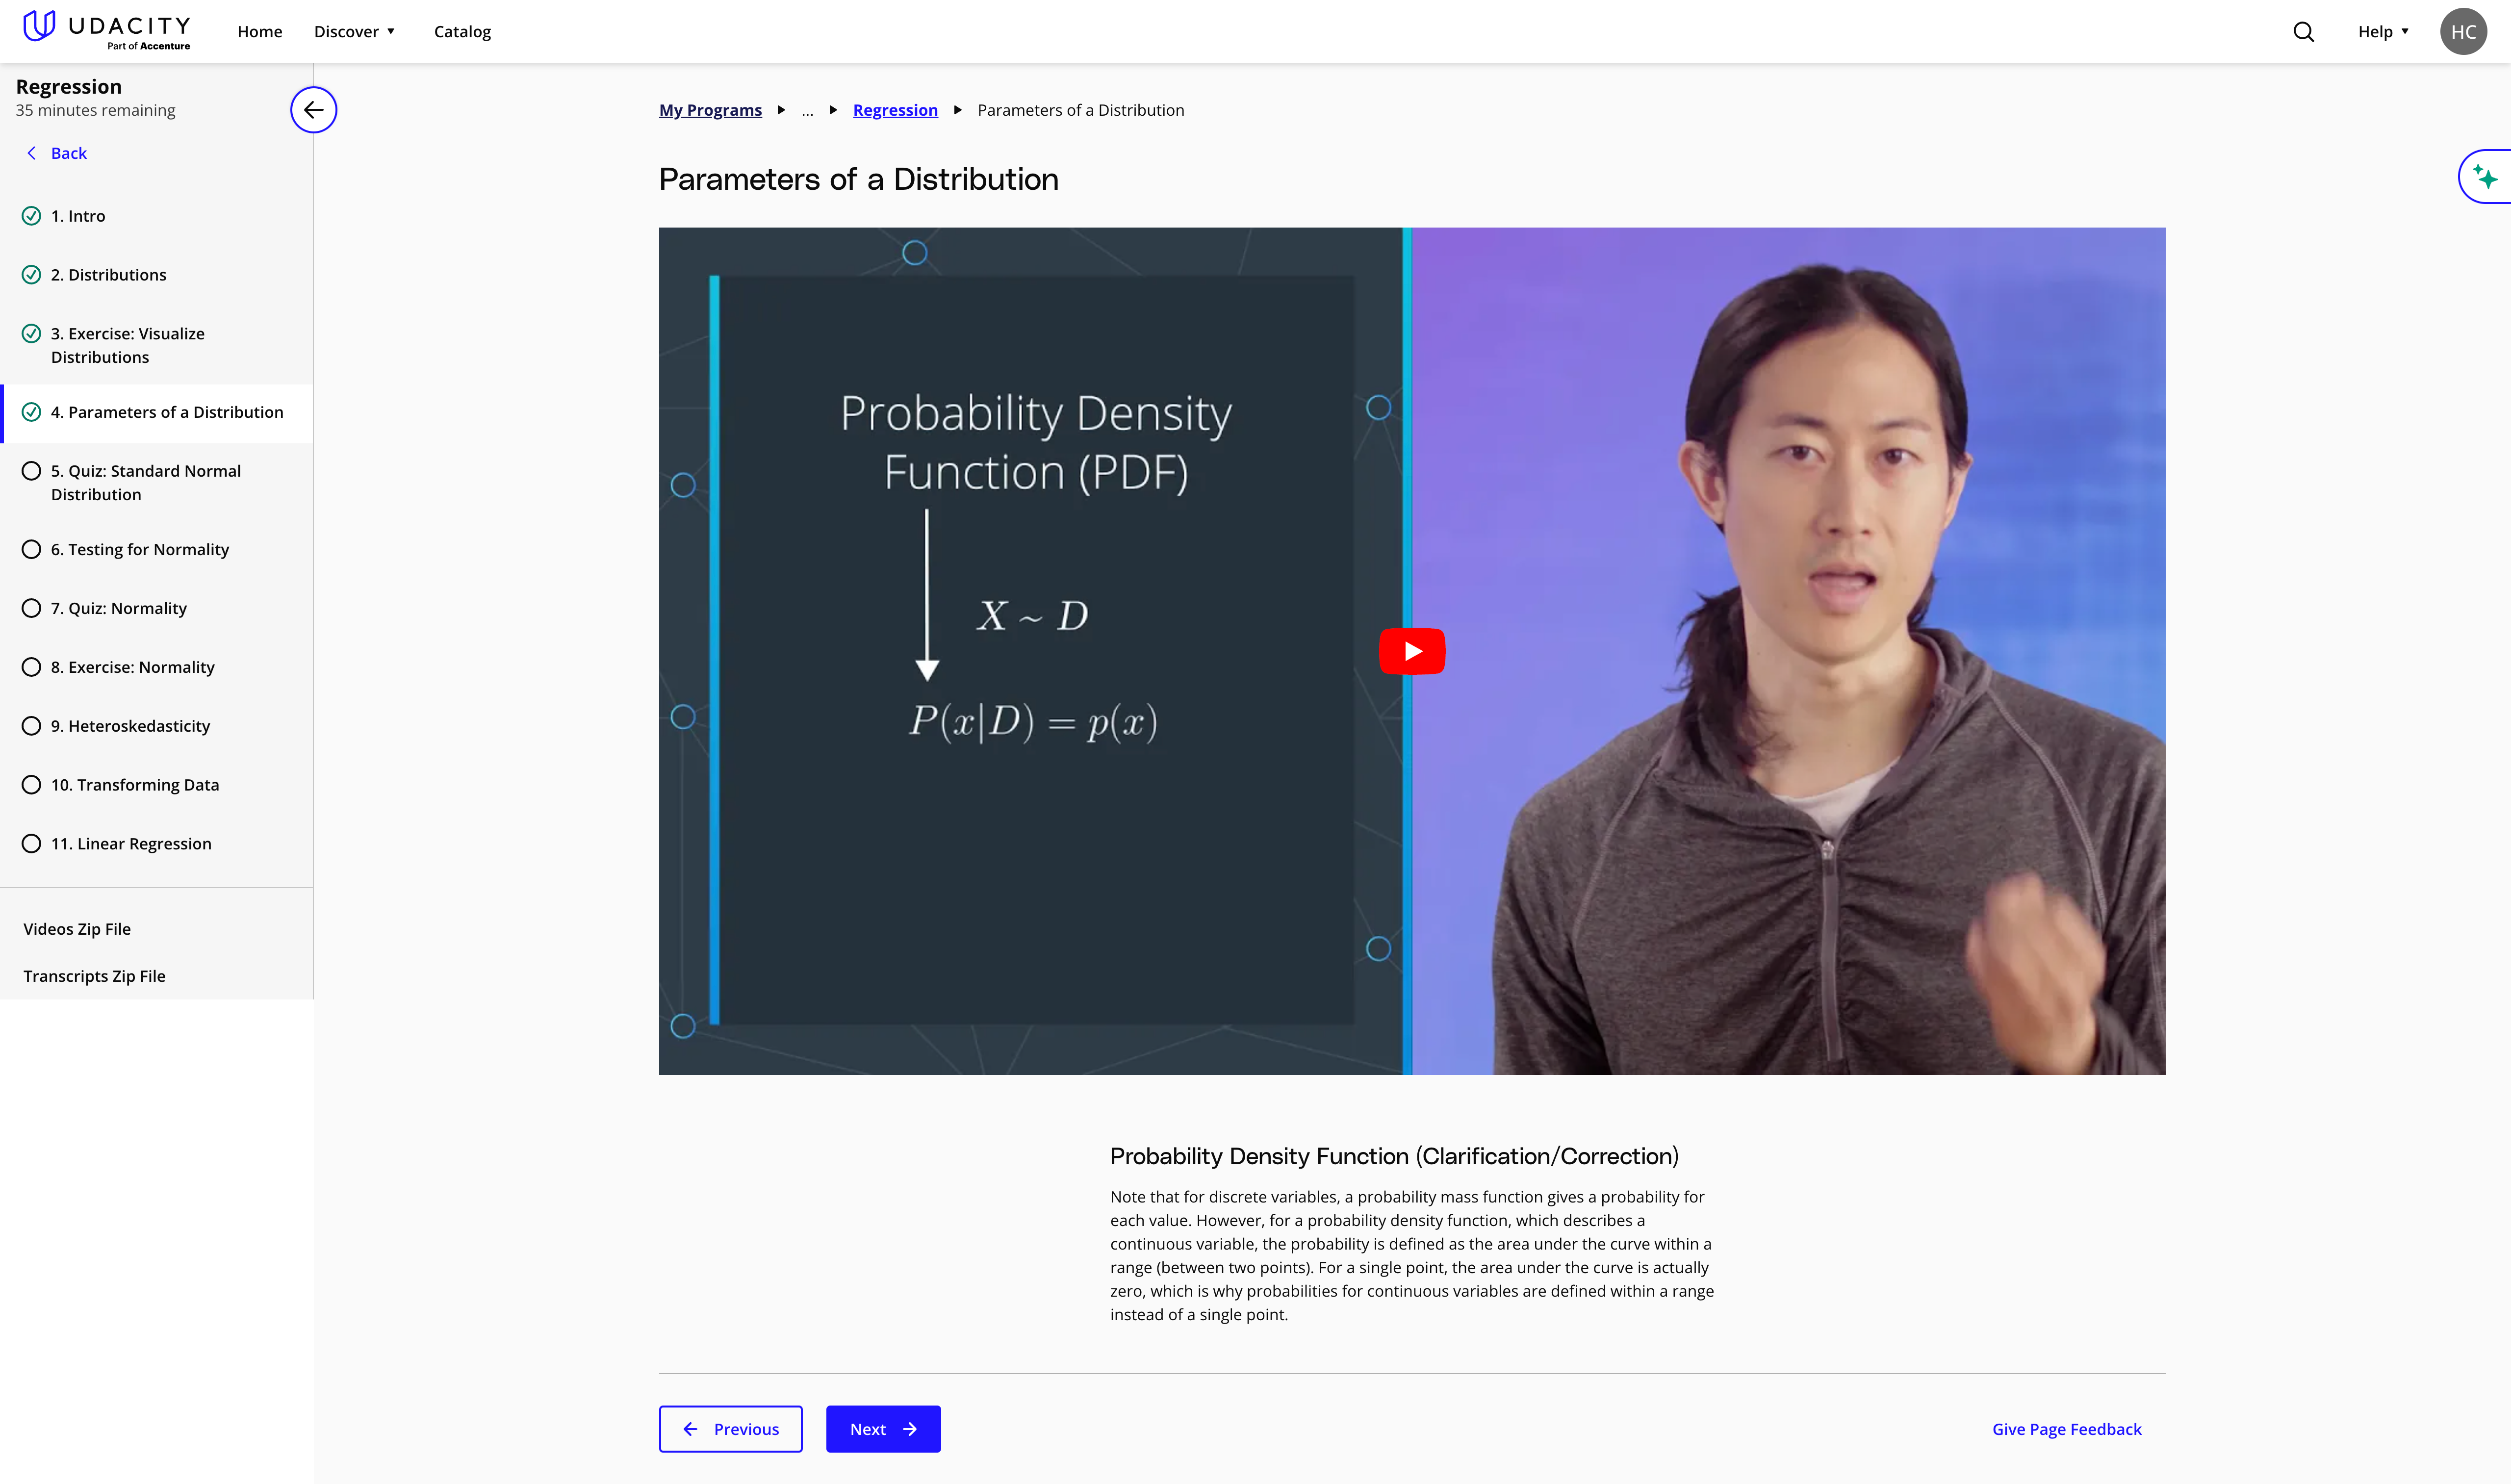 UDACITY
Part of Accenture
Home
Discover
Catalog
Help
HC
Regression
35 minutes remaining
Back
1. Intro
2. Distributions
3. Exercise: Visualize
Distributions
4. Parameters of a Distribution
5. Quiz: Standard Normal
Distribution
6. Testing for Normality
7. Quiz: Normality
8. Exercise: Normality
9. Heteroskedasticity
10. Transforming Data
11. Linear Regression
Videos Zip File
Transcripts Zip File
My Programs ... Regression Parameters of a Distribution
Parameters of a Distribution
Probability Density
Function (PDF)
X ~ D
P(x|D) = p(x)
Probability Density Function (Clarification/Correction)
Note that for discrete variables, a probability mass function gives a probability for
each value. However, for a probability density function, which describes a
continuous variable, the probability is defined as the area under the curve within a
range (between two points). For a single point, the area under the curve is actually
zero, which is why probabilities for continuous variables are defined within a range
instead of a single point.
Previous
Next
Give Page Feedback